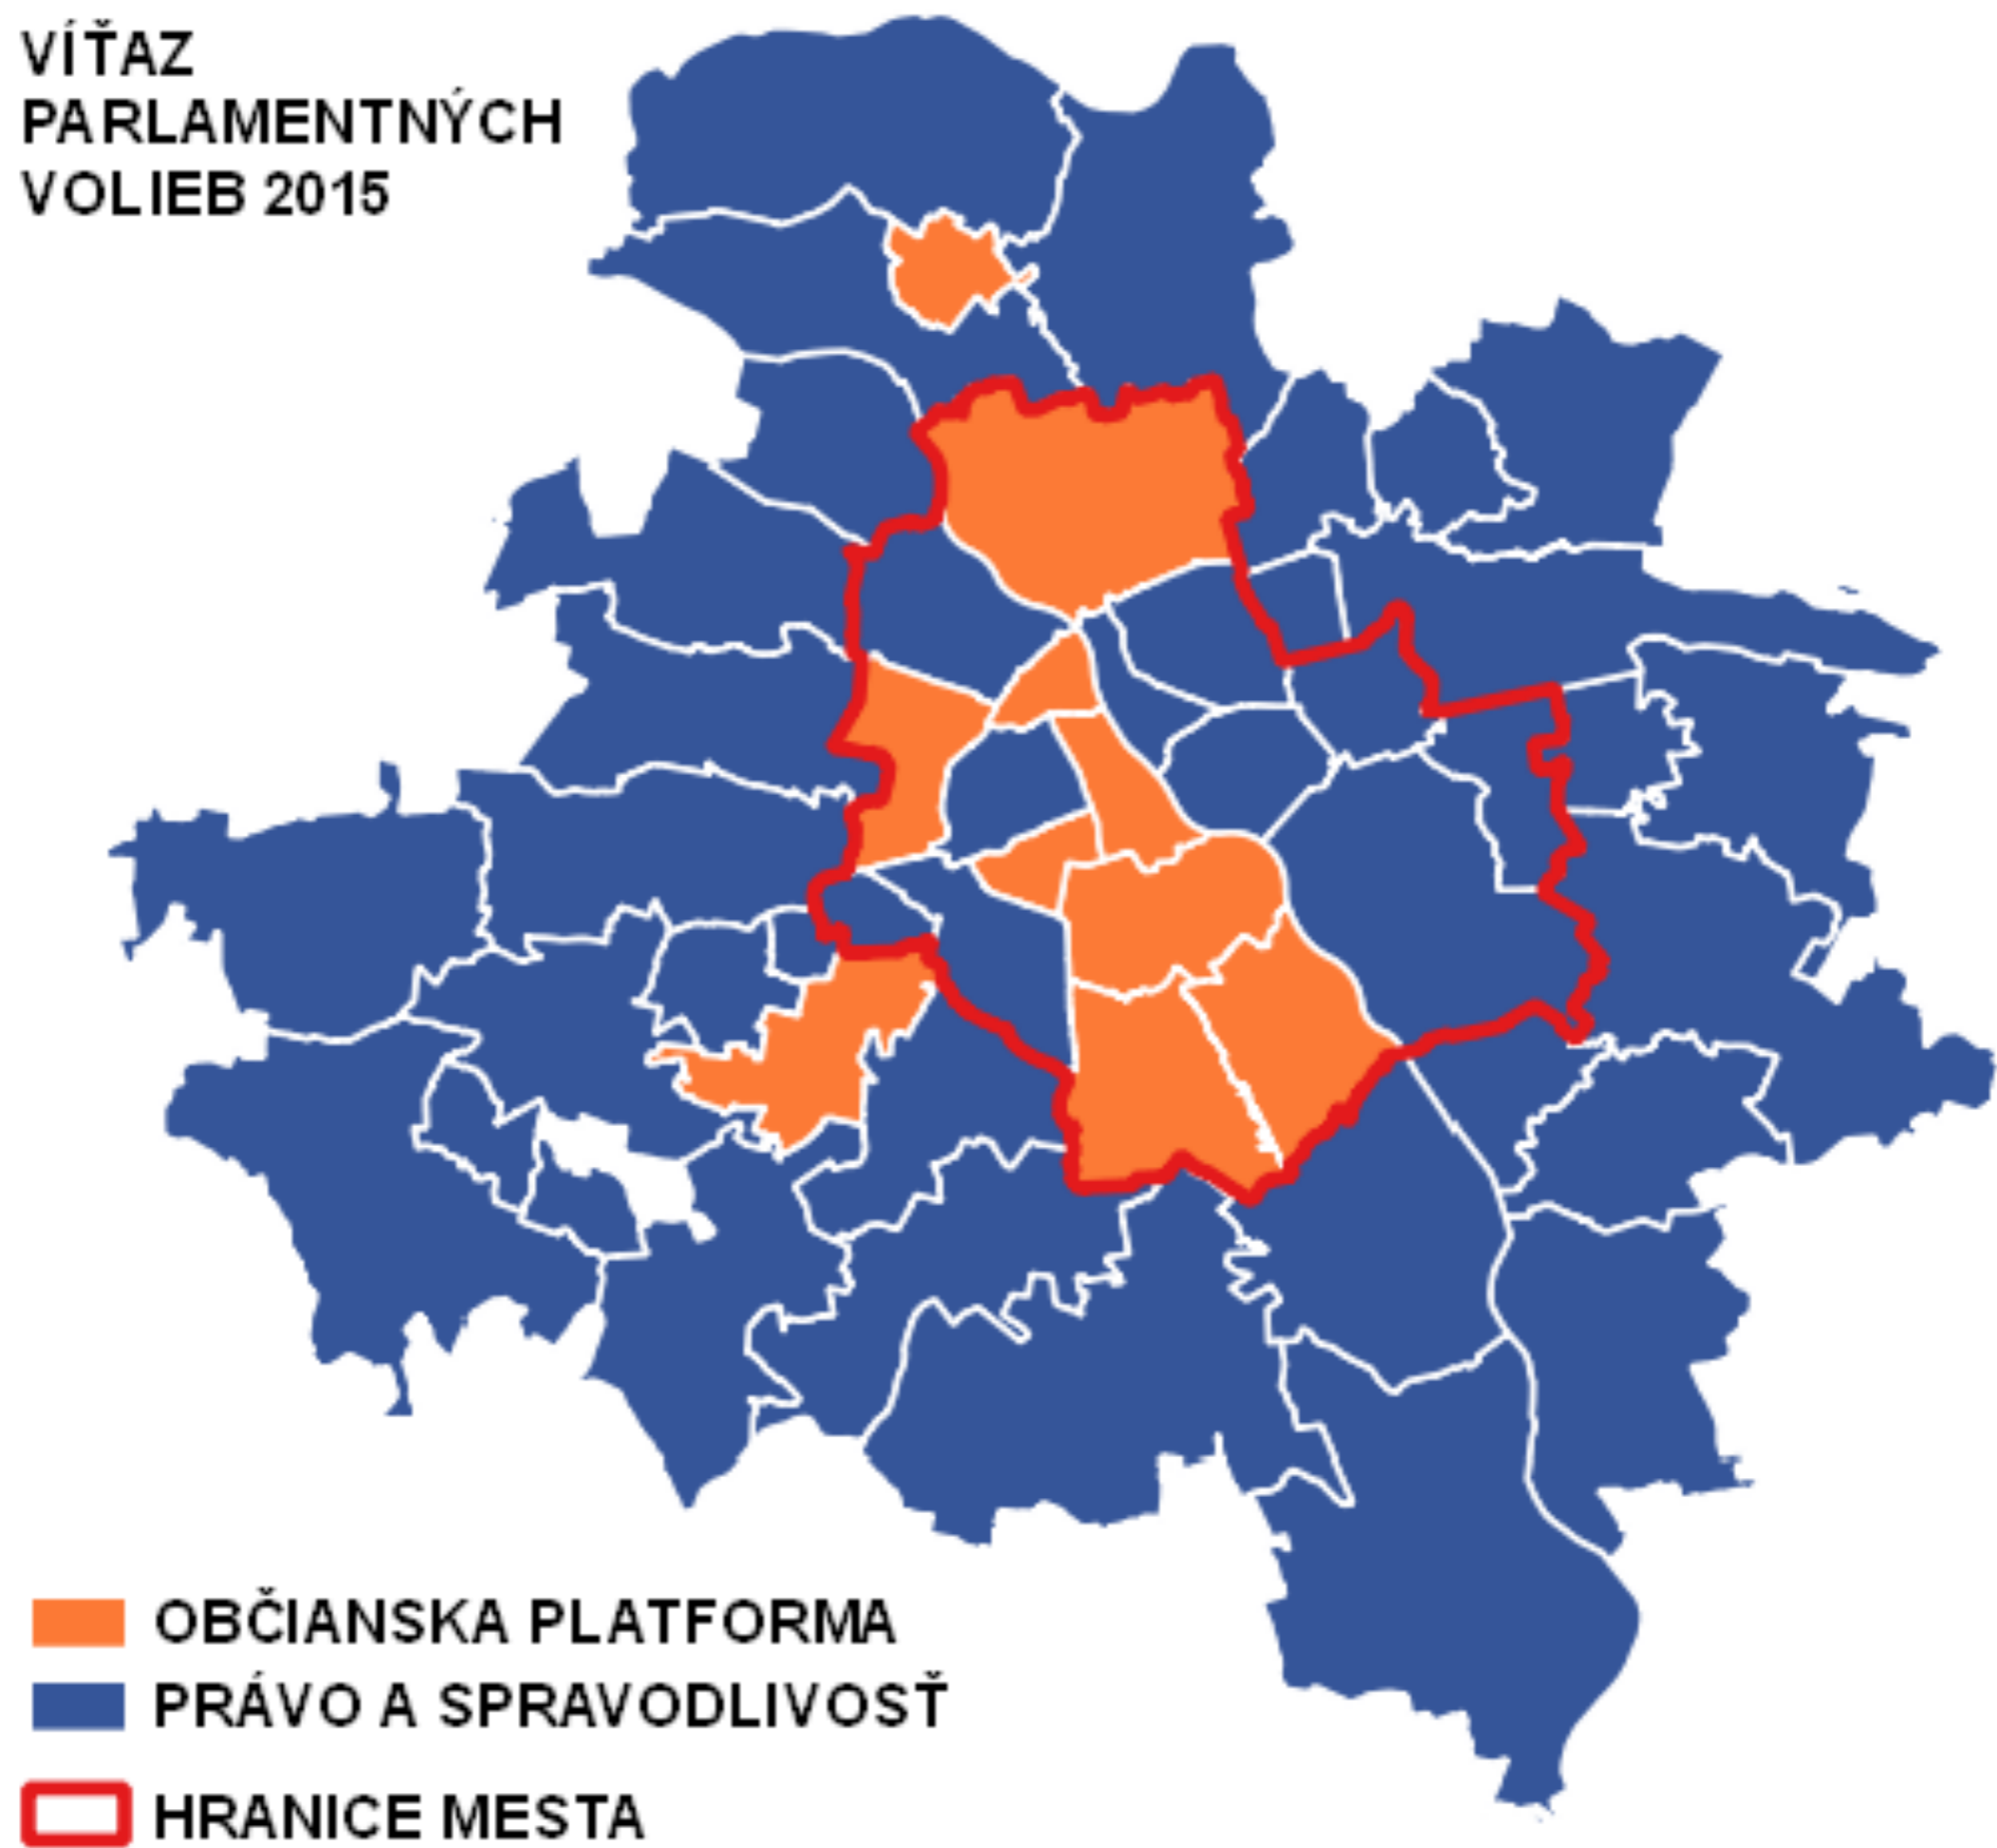 VÍŤAZ
PARLAMENTNÝCH
VOLIEB 2015
OBČIANSKA PLATFORMA
PRÁVO A SPRAVODLIVOSŤ
HRANICE MESTA